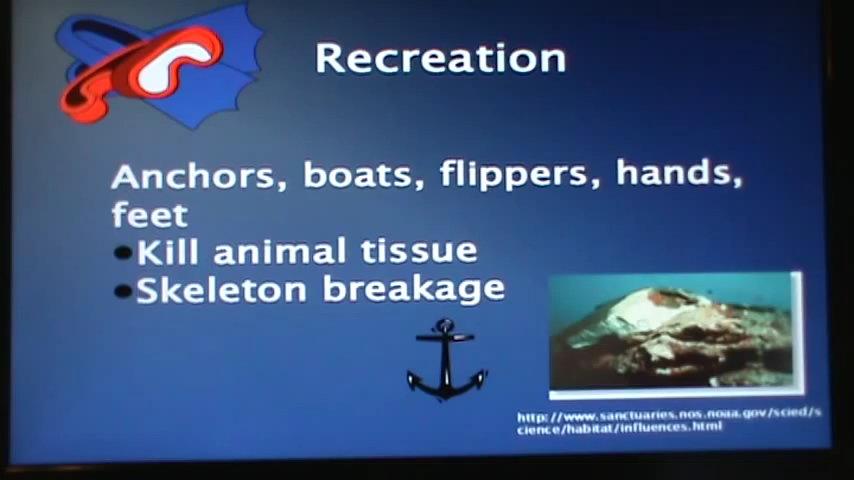 Recreation
Anchors, boats, flippers, hands,
feet
•Kill animal tissue
•Skeleton breakage
http://www.sanctuaries.nos.noaa.gov/scied/s
cience/habitat/influences.html